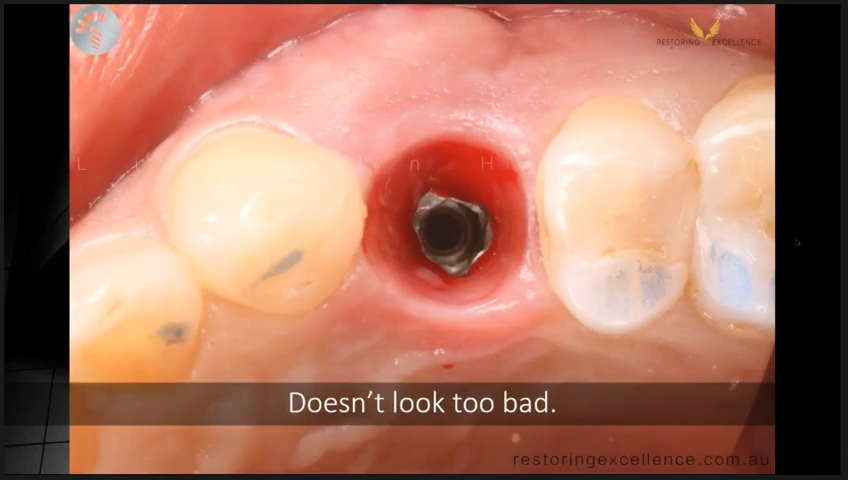 RESTORING EXCELLENCE
Doesn't look too bad.
restoringexcellence.com.au